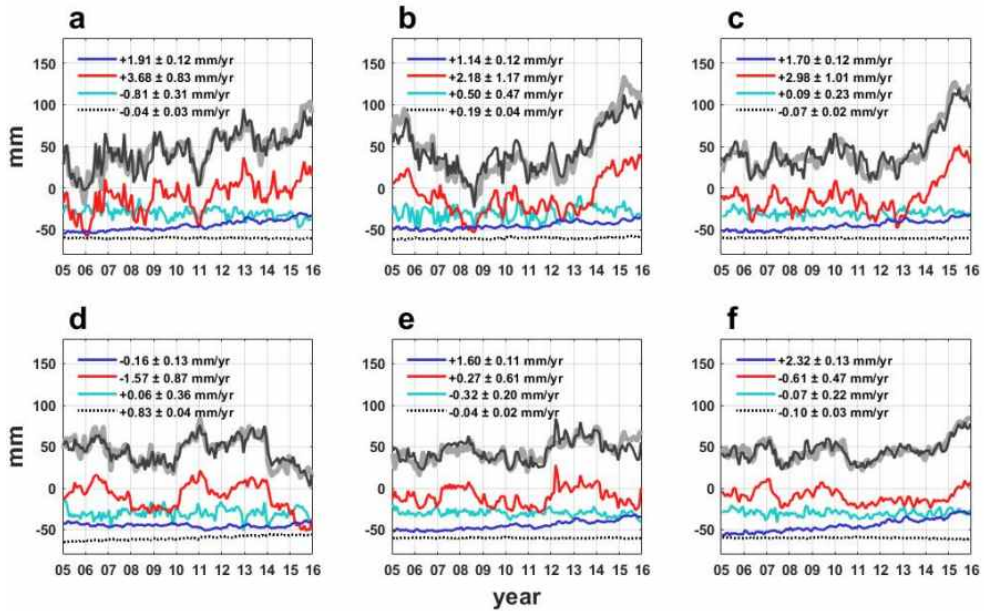 a
b
c
+1.91 ± 0.12 mm/yr
+3.68 ± 0.83 mm/yr
-0.81 ± 0.31 mm/yr
-0.04 ± 0.03 mm/yr
+1.14 ± 0.12 mm/yr
+2.18 ± 1.17 mm/yr
+0.50 ± 0.47 mm/yr
+0.19 ± 0.04 mm/yr
+1.70 ± 0.12 mm/yr
+2.98 ± 1.01 mm/yr
+0.09 ± 0.23 mm/yr
-0.07 ± 0.02 mm/yr
mm
150
100
50
0
-50
150
100
50
0
-50
150
100
50
0
-50
05 06 07 08 09 10 11 12 13 14 15 16
05 06 07 08 09 10 11 12 13 14 15 16
05 06 07 08 09 10 11 12 13 14 15 16
d
e
f
-0.16 ± 0.13 mm/yr
-1.57 ± 0.87 mm/yr
+0.06 ± 0.36 mm/yr
+0.83 ± 0.04 mm/yr
+1.60 ± 0.11 mm/yr
+0.27 ± 0.61 mm/yr
-0.32 ± 0.20 mm/yr
-0.04 ± 0.02 mm/yr
+2.32 ± 0.13 mm/yr
-0.61 ± 0.47 mm/yr
-0.07 ± 0.22 mm/yr
-0.10 ± 0.03 mm/yr
mm
150
100
50
0
-50
150
100
50
0
-50
150
100
50
0
-50
05 06 07 08 09 10 11 12 13 14 15 16
05 06 07 08 09 10 11 12 13 14 15 16
05 06 07 08 09 10 11 12 13 14 15 16
year